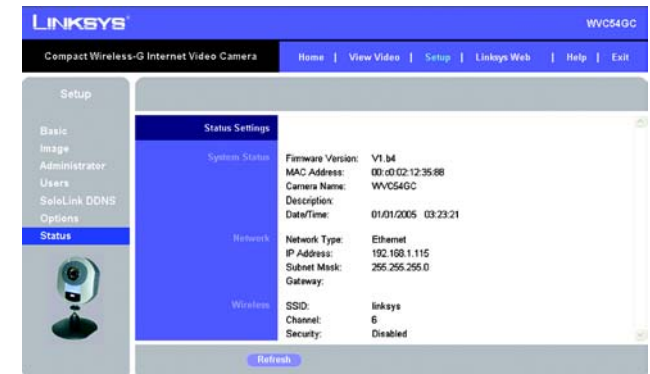 LINKSYS®
WVC54GC
Compact Wireless-G Internet Video Camera
Home | View Video | Setup | Linksys Web | Help | Exit
Setup
Basic
Image
Administrator
Users
SoloLink DDNS
Options
Status
Status Settings
System Status
Firmware Version: V1.b4
MAC Address: 00:c0:02:12:35:88
Camera Name: WVC54GC
Description:
Date/Time: 01/01/2005 03:23:21
Network
Network Type: Ethernet
IP Address: 192.168.1.115
Subnet Mask: 255.255.255.0
Gateway:
Wireless
SSID: linksys
Channel: 6
Security: Disabled
Refresh